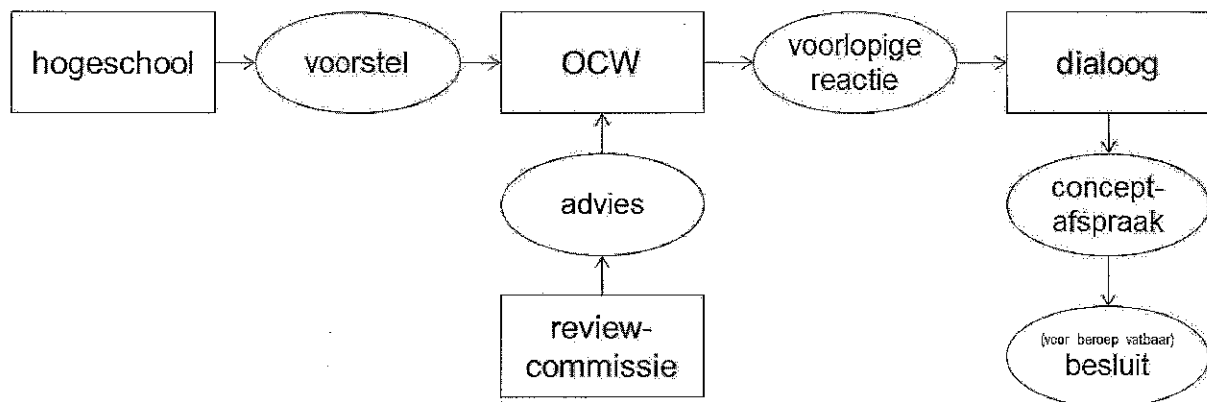 hogeschool
voorstel
OCW
voorlopige
reactie
dialoog
advies
concept-
afspraak
review-
commissie
(voor beroep vatbaar)
besluit